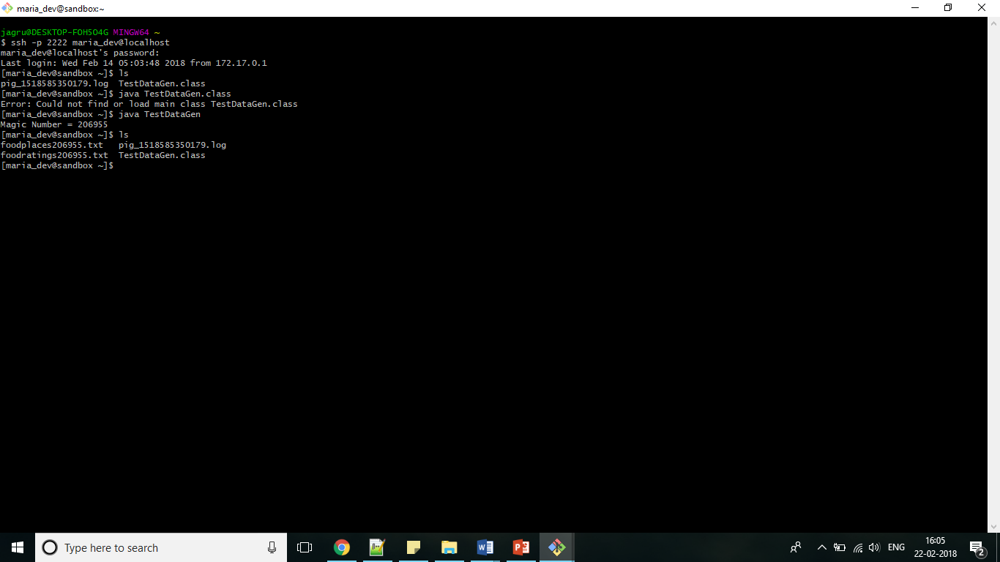 maria_dev@sandbox:~
jagru@DESKTOP-FOH5O4G MINGW64 ~
$ ssh -p 2222 maria_dev@localhost
maria_dev@localhost's password:
Last login: Wed Feb 14 05:03:48 2018 from 172.17.0.1
[maria_dev@sandbox ~]$ ls
pig_1518585350179.log  TestDataGen.class
[maria_dev@sandbox ~]$ java TestDataGen.class
Error: Could not find or load main class TestDataGen.class
[maria_dev@sandbox ~]$ java TestDataGen
Magic Number = 206955
[maria_dev@sandbox ~]$ ls
foodplaces206955.txt   pig_1518585350179.log
foodratings206955.txt  TestDataGen.class
[maria_dev@sandbox ~]$
Type here to search
ENG
16:05
22-02-2018
2